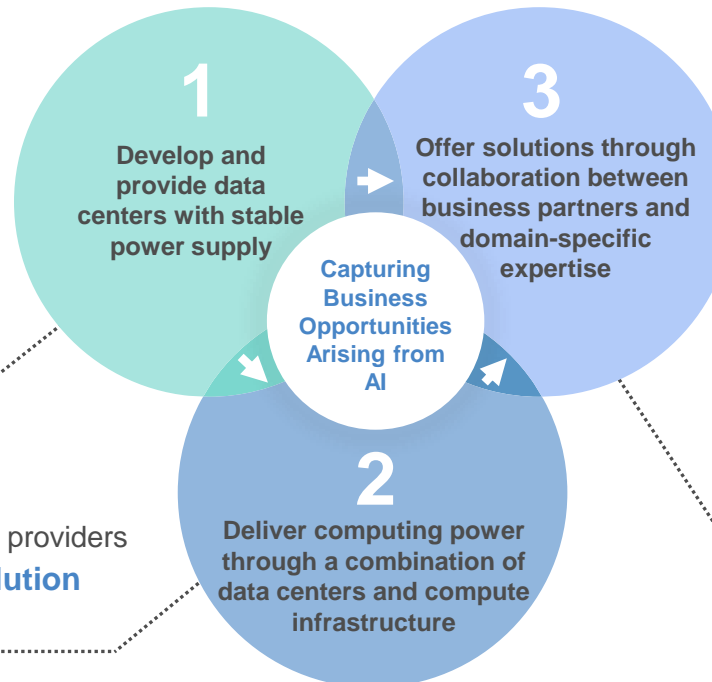 1
Develop and
provide data
centers with stable
power supply
3
Offer solutions through
collaboration between
business partners and
domain-specific
expertise
Capturing
Business
Opportunities
Arising from
AI
2
Deliver computing power
through a combination of
data centers and compute
infrastructure
providers
lution